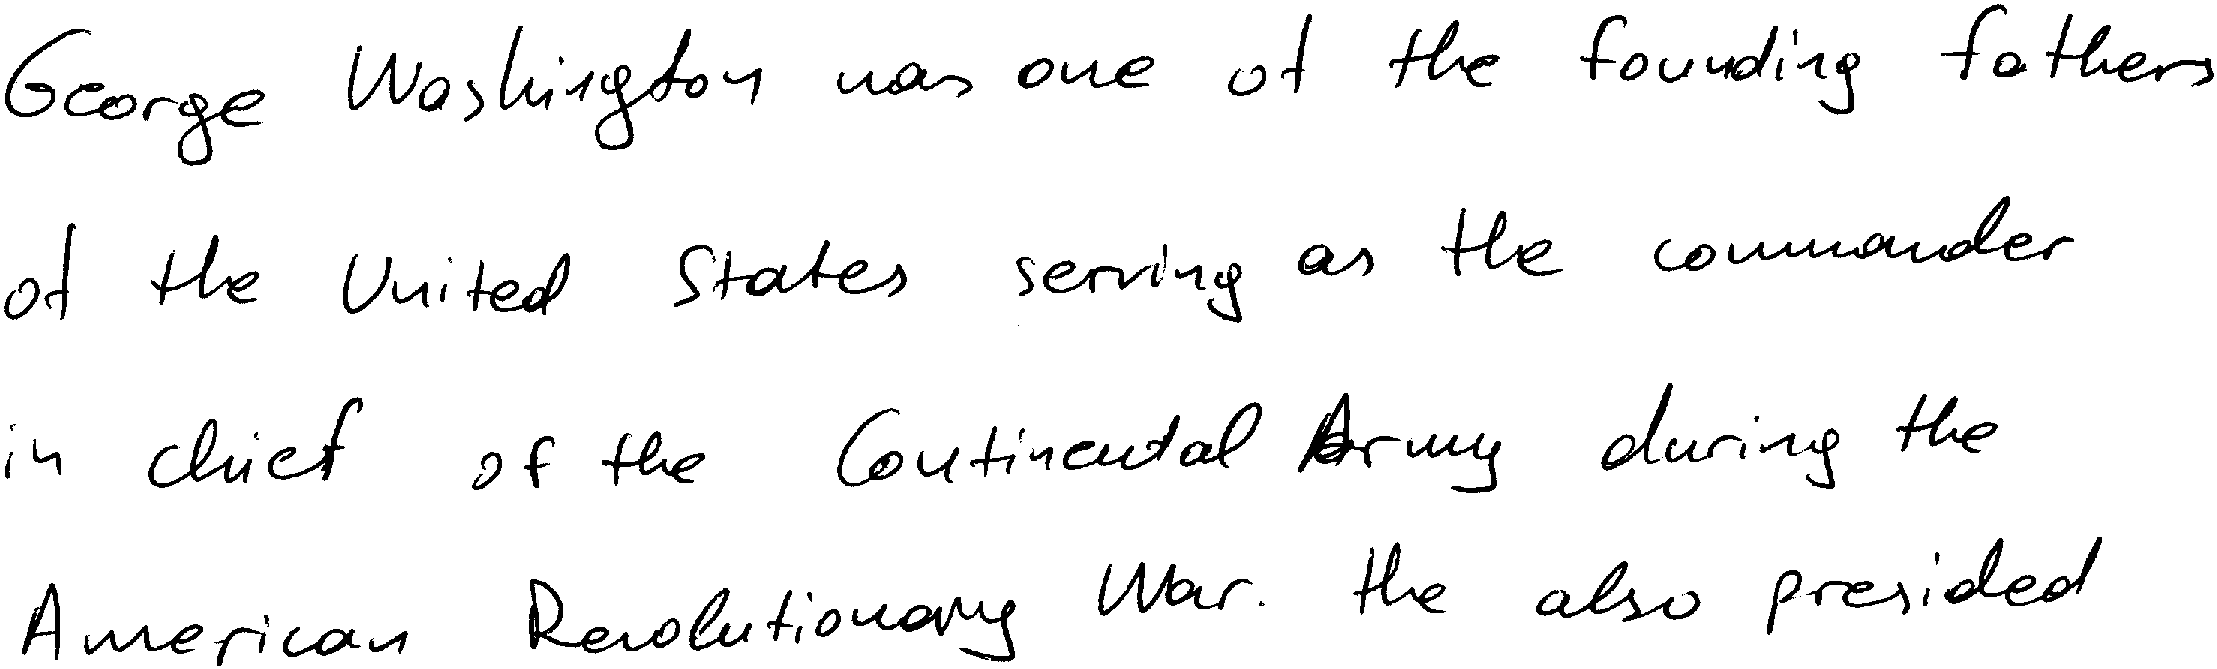 George Washington was one of the founding fathers
of the United States serving as the commander
in chief of the Continental Army during the
American Revolutionary War. the also presided